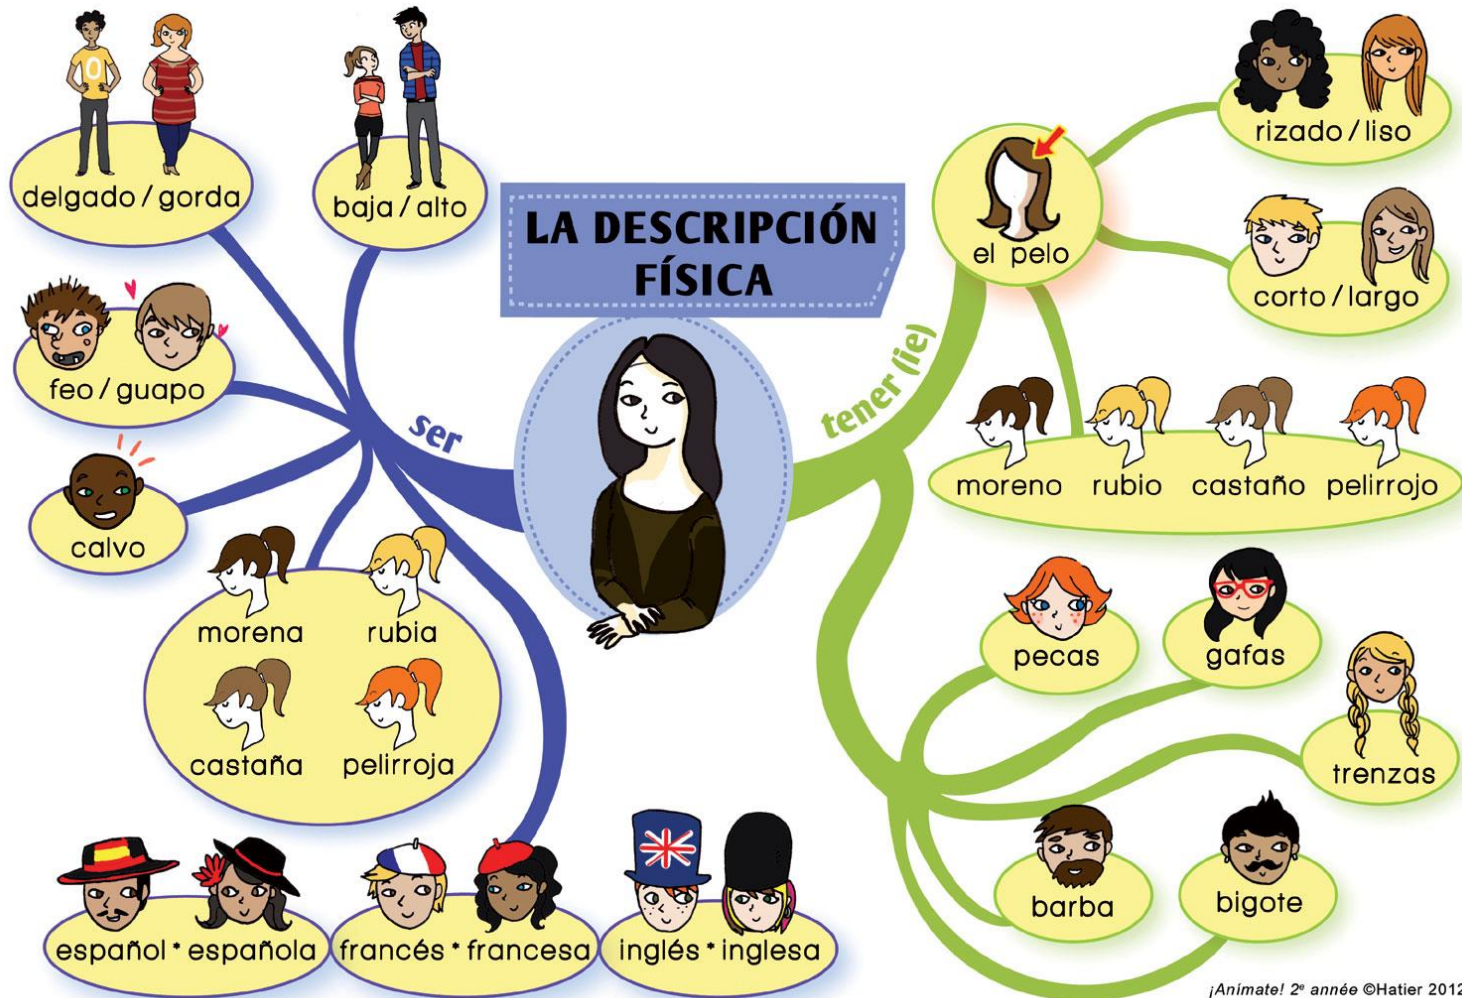 LA DESCRIPCIÓN
FÍSICA
ser
delgado / gorda
baja / alto
feo / guapo
calvo
morena
rubia
castaña
pelirroja
español * española
francés * francesa
inglés * inglesa
tener (ie)
el pelo
rizado / liso
corto / largo
moreno
rubio
castaño
pelirrojo
pecas
gafas
trenzas
barba
bigote
¡Anímate! 2e année ©Hatier 2012